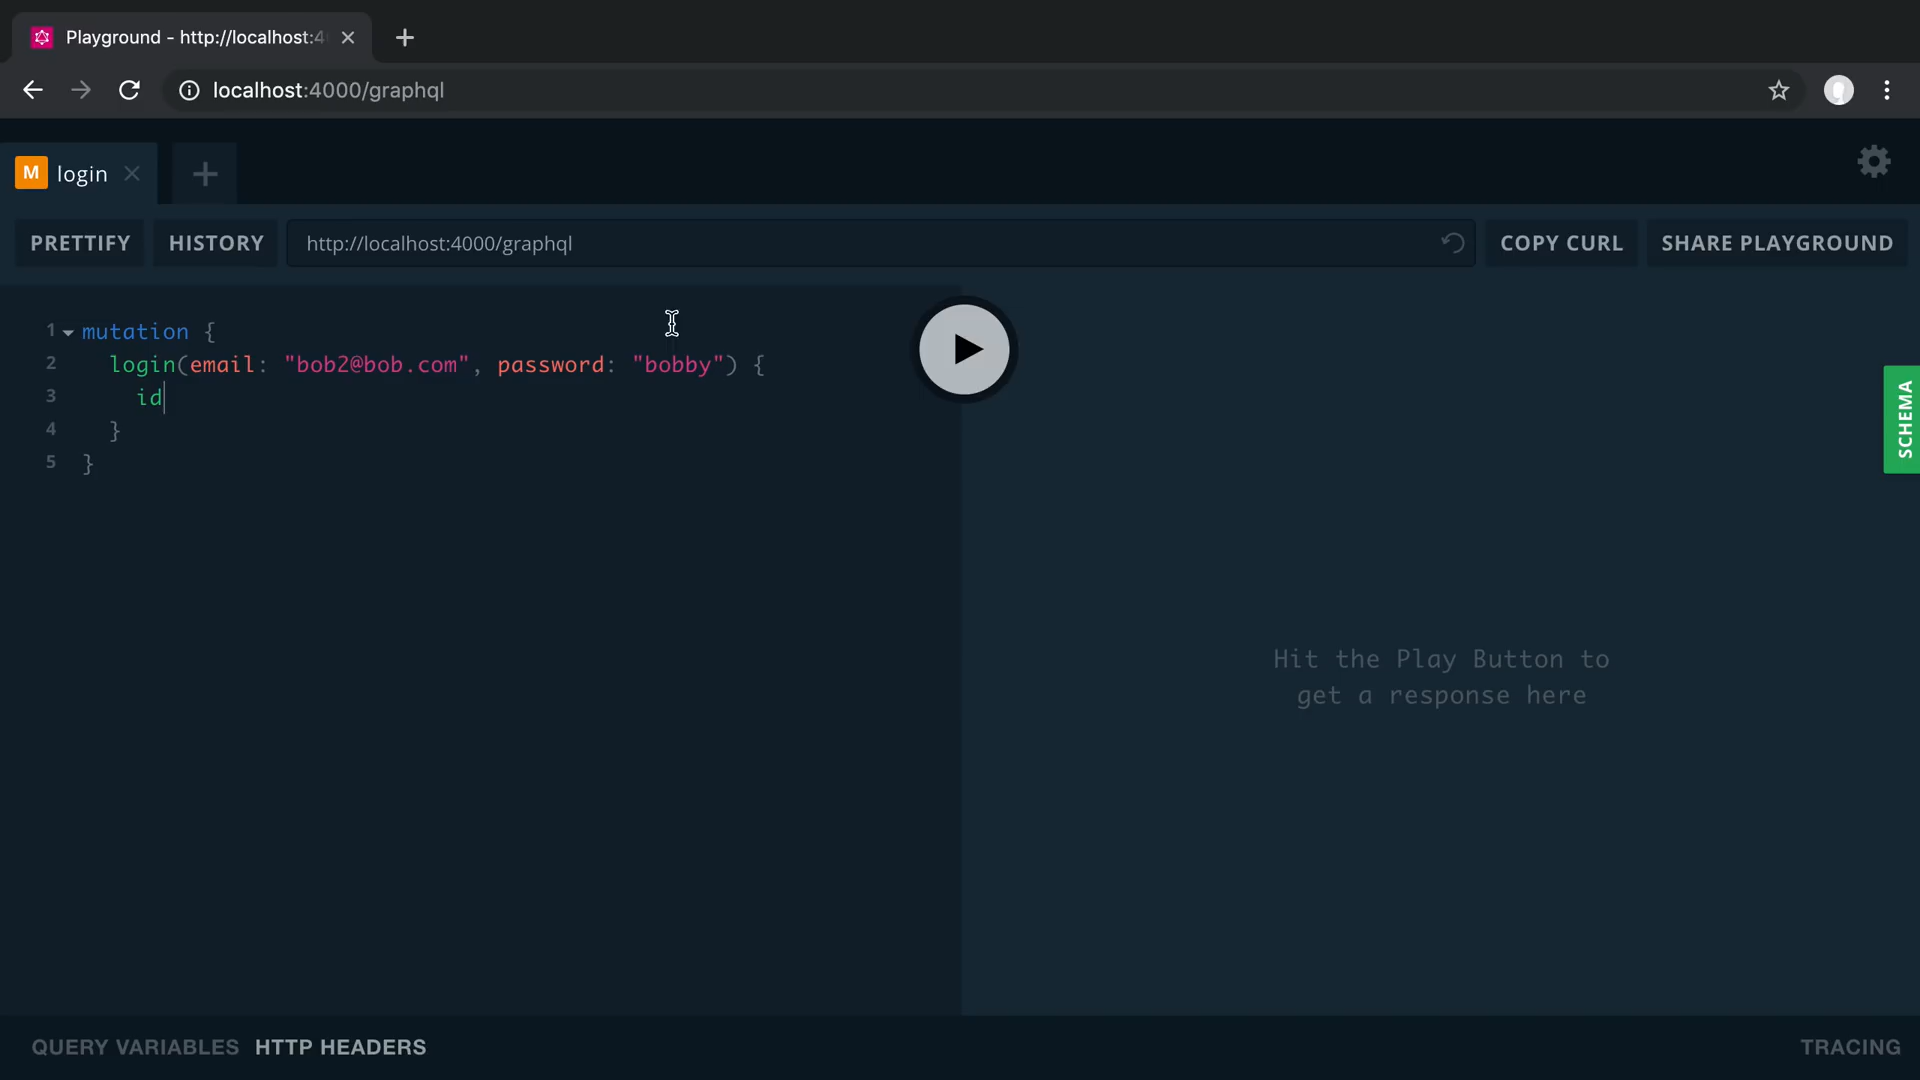 Playground - http://localhost:4
localhost:4000/graphql
M login
PRETTIFY HISTORY http://localhost:4000/graphql COPY CURL SHARE PLAYGROUND
1 mutation {
2 login(email: "bob2@bob.com", password: "bobby") {
3 id
4 }
5 }
SCHEMA
Hit the Play Button to
get a response here
QUERY VARIABLES HTTP HEADERS TRACING